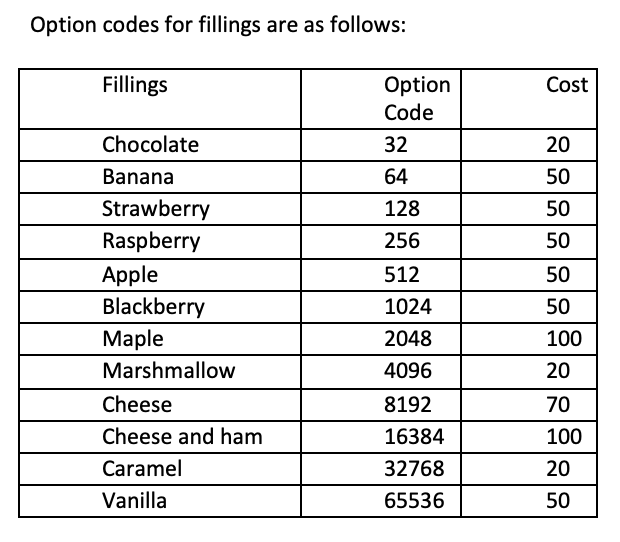 Option codes for fillings are as follows:
Fillings Option Code Cost
Chocolate 32 20
Banana 64 50
Strawberry 128 50
Raspberry 256 50
Apple 512 50
Blackberry 1024 50
Maple 2048 100
Marshmallow 4096 20
Cheese 8192 70
Cheese and ham 16384 100
Caramel 32768 20
Vanilla 65536 50